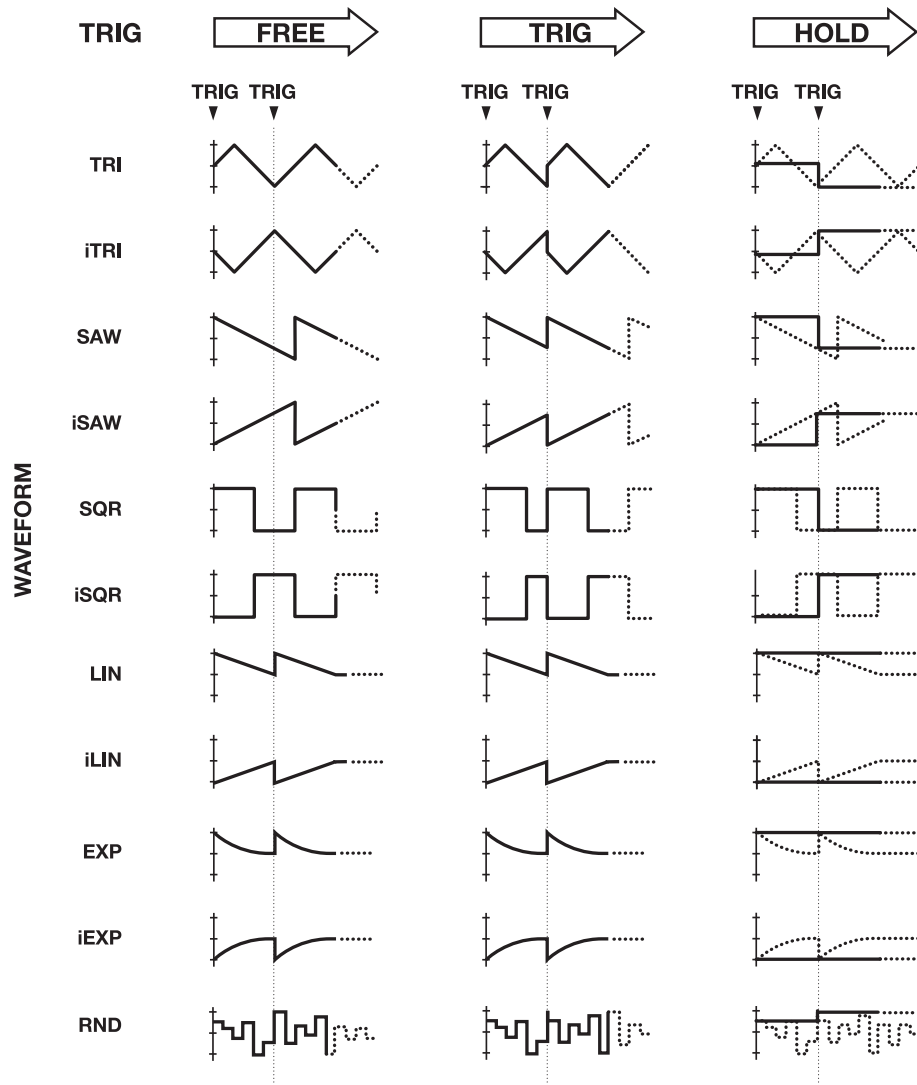 TRIG FREE TRIG HOLD
TRIG TRIG TRIG TRIG TRIG TRIG
TRI
iTRI
SAW
iSAW
WAVEFORM
SQR
iSQR
LIN
iLIN
EXP
iEXP
RND